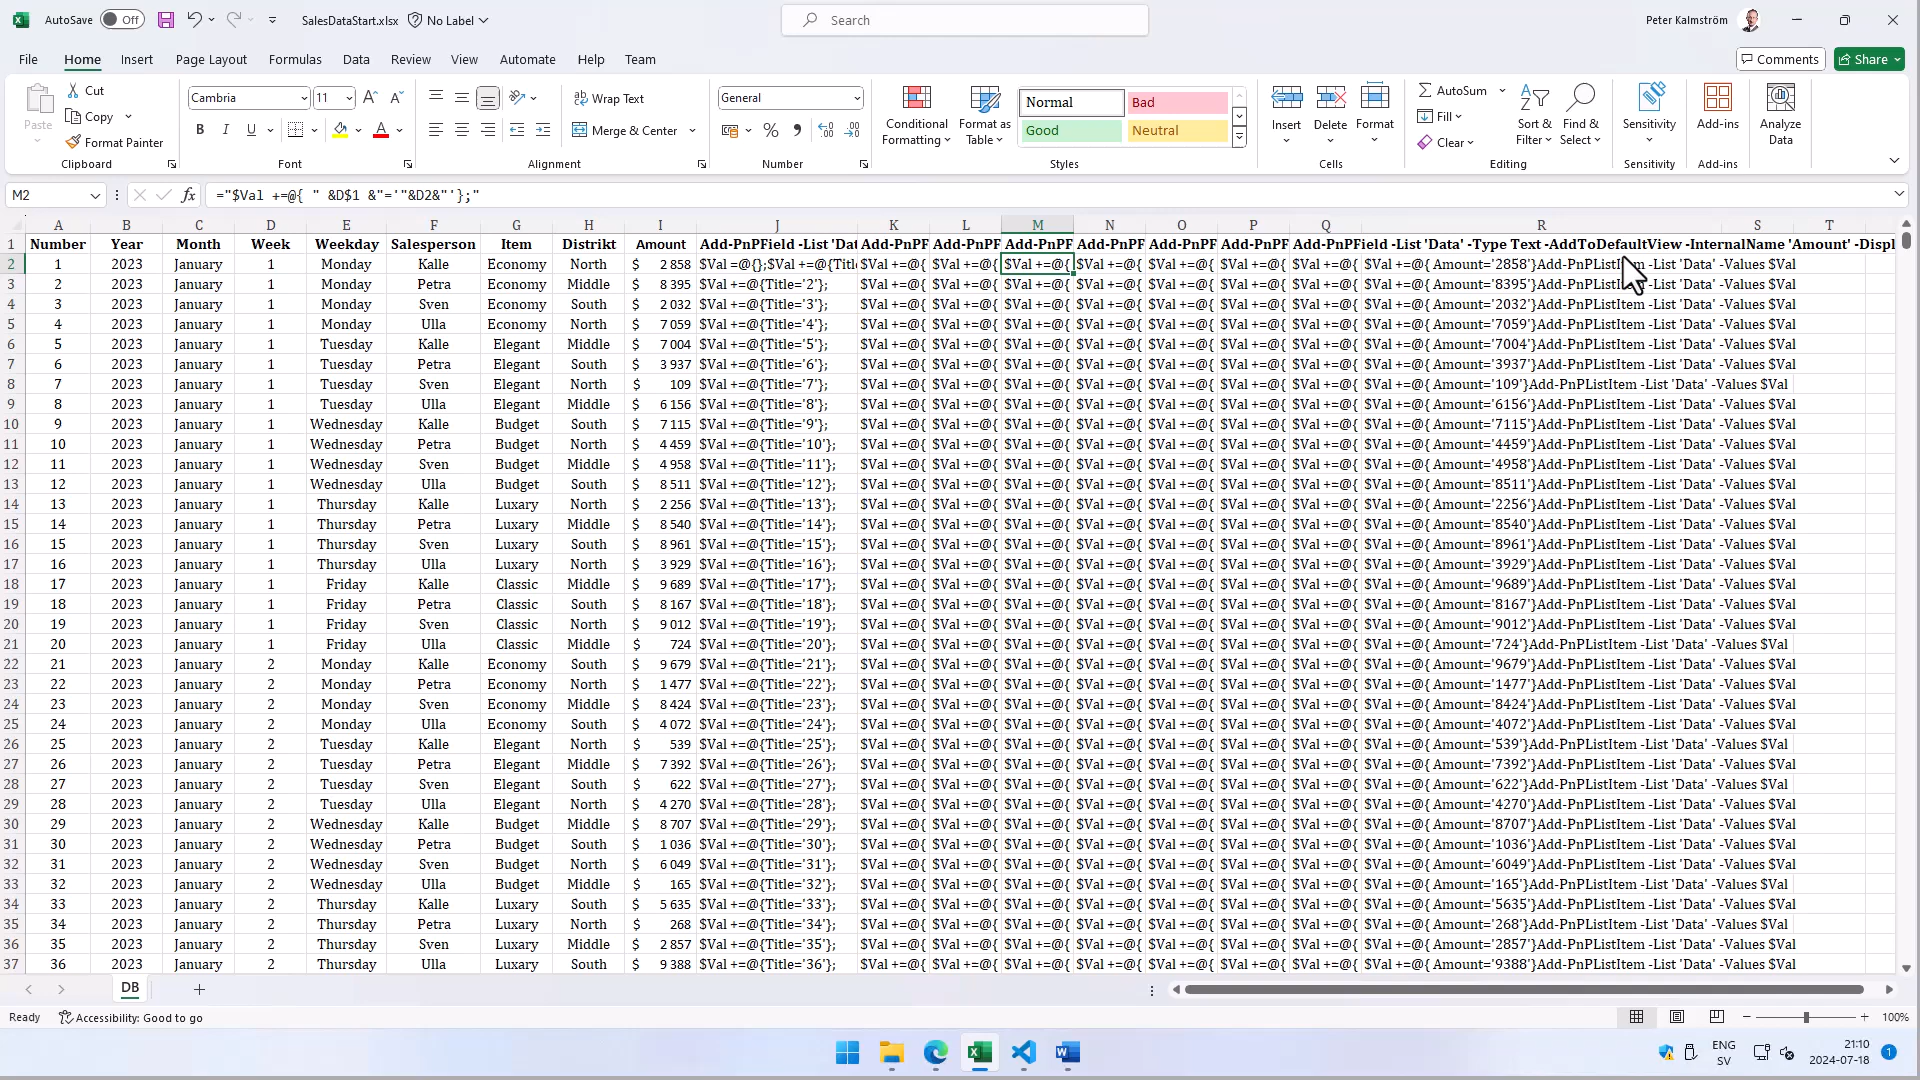 AutoSave Off SalesDataStart.xlsx No Label Search Peter Kalmström
File Home Insert Page Layout Formulas Data Review View Automate Help Team Comments Share
Paste Cut Copy Format Painter Clipboard
Cambria 11 B I U A Font
Wrap Text Merge & Center Alignment
General % Number
Conditional Formatting Format as Table Normal Bad Good Neutral Styles
Insert Delete Format Cells
AutoSum Fill Clear Sort & Filter Find & Select Editing
Sensitivity Sensitivity Add-ins Add-ins Analyze Data
M2 fx ="$Val +=@{ " &D$1 &"='"&D2&"'};"
A B C D E F G H I J K L M N O P Q R S T
1 Number Year Month Week Weekday Salesperson Item Distrikt Amount Add-PnPField -List 'Dat Add-PnPF Add-PnPF Add-PnPF Add-PnPF Add-PnPF Add-PnPF Add-PnPField -List 'Data' -Type Text -AddToDefaultView -InternalName 'Amount' -Displ
2 1 2023 January 1 Monday Kalle Economy North $ 2 858 $Val =@{};$Val +=@{Title $Val +=@{ $Val +=@{ $Val +=@{ $Val +=@{ $Val +=@{ $Val +=@{ $Val +=@{ $Val +=@{ Amount='2858'}Add-PnPListItem -List 'Data' -Values $Val
3 2 2023 January 1 Monday Petra Economy Middle $ 8 395 $Val +=@{Title='2'}; $Val +=@{ $Val +=@{ $Val +=@{ $Val +=@{ $Val +=@{ $Val +=@{ $Val +=@{ $Val +=@{ Amount='8395'}Add-PnPListItem -List 'Data' -Values $Val
4 3 2023 January 1 Monday Sven Economy South $ 2 032 $Val +=@{Title='3'}; $Val +=@{ $Val +=@{ $Val +=@{ $Val +=@{ $Val +=@{ $Val +=@{ $Val +=@{ $Val +=@{ Amount='2032'}Add-PnPListItem -List 'Data' -Values $Val
5 4 2023 January 1 Monday Ulla Economy North $ 7 059 $Val +=@{Title='4'}; $Val +=@{ $Val +=@{ $Val +=@{ $Val +=@{ $Val +=@{ $Val +=@{ $Val +=@{ $Val +=@{ Amount='7059'}Add-PnPListItem -List 'Data' -Values $Val
6 5 2023 January 1 Tuesday Kalle Elegant Middle $ 7 004 $Val +=@{Title='5'}; $Val +=@{ $Val +=@{ $Val +=@{ $Val +=@{ $Val +=@{ $Val +=@{ $Val +=@{ $Val +=@{ Amount='7004'}Add-PnPListItem -List 'Data' -Values $Val
7 6 2023 January 1 Tuesday Petra Elegant South $ 3 937 $Val +=@{Title='6'}; $Val +=@{ $Val +=@{ $Val +=@{ $Val +=@{ $Val +=@{ $Val +=@{ $Val +=@{ $Val +=@{ Amount='3937'}Add-PnPListItem -List 'Data' -Values $Val
8 7 2023 January 1 Tuesday Sven Elegant North $ 109 $Val +=@{Title='7'}; $Val +=@{ $Val +=@{ $Val +=@{ $Val +=@{ $Val +=@{ $Val +=@{ $Val +=@{ $Val +=@{ Amount='109'}Add-PnPListItem -List 'Data' -Values $Val
9 8 2023 January 1 Tuesday Ulla Elegant Middle $ 6 156 $Val +=@{Title='8'}; $Val +=@{ $Val +=@{ $Val +=@{ $Val +=@{ $Val +=@{ $Val +=@{ $Val +=@{ $Val +=@{ Amount='6156'}Add-PnPListItem -List 'Data' -Values $Val
10 9 2023 January 1 Wednesday Kalle Budget South $ 7 115 $Val +=@{Title='9'}; $Val +=@{ $Val +=@{ $Val +=@{ $Val +=@{ $Val +=@{ $Val +=@{ $Val +=@{ $Val +=@{ Amount='7115'}Add-PnPListItem -List 'Data' -Values $Val
11 10 2023 January 1 Wednesday Petra Budget North $ 4 459 $Val +=@{Title='10'}; $Val +=@{ $Val +=@{ $Val +=@{ $Val +=@{ $Val +=@{ $Val +=@{ $Val +=@{ $Val +=@{ Amount='4459'}Add-PnPListItem -List 'Data' -Values $Val
12 11 2023 January 1 Wednesday Sven Budget Middle $ 4 958 $Val +=@{Title='11'}; $Val +=@{ $Val +=@{ $Val +=@{ $Val +=@{ $Val +=@{ $Val +=@{ $Val +=@{ $Val +=@{ Amount='4958'}Add-PnPListItem -List 'Data' -Values $Val
13 12 2023 January 1 Wednesday Ulla Budget South $ 8 511 $Val +=@{Title='12'}; $Val +=@{ $Val +=@{ $Val +=@{ $Val +=@{ $Val +=@{ $Val +=@{ $Val +=@{ $Val +=@{ Amount='8511'}Add-PnPListItem -List 'Data' -Values $Val
14 13 2023 January 1 Thursday Kalle Luxary North $ 2 256 $Val +=@{Title='13'}; $Val +=@{ $Val +=@{ $Val +=@{ $Val +=@{ $Val +=@{ $Val +=@{ $Val +=@{ $Val +=@{ Amount='2256'}Add-PnPListItem -List 'Data' -Values $Val
15 14 2023 January 1 Thursday Petra Luxary Middle $ 8 540 $Val +=@{Title='14'}; $Val +=@{ $Val +=@{ $Val +=@{ $Val +=@{ $Val +=@{ $Val +=@{ $Val +=@{ $Val +=@{ Amount='8540'}Add-PnPListItem -List 'Data' -Values $Val
16 15 2023 January 1 Thursday Sven Luxary South $ 8 961 $Val +=@{Title='15'}; $Val +=@{ $Val +=@{ $Val +=@{ $Val +=@{ $Val +=@{ $Val +=@{ $Val +=@{ $Val +=@{ Amount='8961'}Add-PnPListItem -List 'Data' -Values $Val
17 16 2023 January 1 Thursday Ulla Luxary North $ 3 929 $Val +=@{Title='16'}; $Val +=@{ $Val +=@{ $Val +=@{ $Val +=@{ $Val +=@{ $Val +=@{ $Val +=@{ $Val +=@{ Amount='3929'}Add-PnPListItem -List 'Data' -Values $Val
18 17 2023 January 1 Friday Kalle Classic Middle $ 9 689 $Val +=@{Title='17'}; $Val +=@{ $Val +=@{ $Val +=@{ $Val +=@{ $Val +=@{ $Val +=@{ $Val +=@{ $Val +=@{ Amount='9689'}Add-PnPListItem -List 'Data' -Values $Val
19 18 2023 January 1 Friday Petra Classic South $ 8 167 $Val +=@{Title='18'}; $Val +=@{ $Val +=@{ $Val +=@{ $Val +=@{ $Val +=@{ $Val +=@{ $Val +=@{ $Val +=@{ Amount='8167'}Add-PnPListItem -List 'Data' -Values $Val
20 19 2023 January 1 Friday Sven Classic North $ 9 012 $Val +=@{Title='19'}; $Val +=@{ $Val +=@{ $Val +=@{ $Val +=@{ $Val +=@{ $Val +=@{ $Val +=@{ $Val +=@{ Amount='9012'}Add-PnPListItem -List 'Data' -Values $Val
21 20 2023 January 1 Friday Ulla Classic Middle $ 724 $Val +=@{Title='20'}; $Val +=@{ $Val +=@{ $Val +=@{ $Val +=@{ $Val +=@{ $Val +=@{ $Val +=@{ $Val +=@{ Amount='724'}Add-PnPListItem -List 'Data' -Values $Val
22 21 2023 January 2 Monday Kalle Economy South $ 9 679 $Val +=@{Title='21'}; $Val +=@{ $Val +=@{ $Val +=@{ $Val +=@{ $Val +=@{ $Val +=@{ $Val +=@{ $Val +=@{ Amount='9679'}Add-PnPListItem -List 'Data' -Values $Val
23 22 2023 January 2 Monday Petra Economy North $ 1 477 $Val +=@{Title='22'}; $Val +=@{ $Val +=@{ $Val +=@{ $Val +=@{ $Val +=@{ $Val +=@{ $Val +=@{ $Val +=@{ Amount='1477'}Add-PnPListItem -List 'Data' -Values $Val
24 23 2023 January 2 Monday Sven Economy Middle $ 8 424 $Val +=@{Title='23'}; $Val +=@{ $Val +=@{ $Val +=@{ $Val +=@{ $Val +=@{ $Val +=@{ $Val +=@{ $Val +=@{ Amount='8424'}Add-PnPListItem -List 'Data' -Values $Val
25 24 2023 January 2 Monday Ulla Economy South $ 4 072 $Val +=@{Title='24'}; $Val +=@{ $Val +=@{ $Val +=@{ $Val +=@{ $Val +=@{ $Val +=@{ $Val +=@{ $Val +=@{ Amount='4072'}Add-PnPListItem -List 'Data' -Values $Val
26 25 2023 January 2 Tuesday Kalle Elegant North $ 539 $Val +=@{Title='25'}; $Val +=@{ $Val +=@{ $Val +=@{ $Val +=@{ $Val +=@{ $Val +=@{ $Val +=@{ $Val +=@{ Amount='539'}Add-PnPListItem -List 'Data' -Values $Val
27 26 2023 January 2 Tuesday Petra Elegant Middle $ 7 392 $Val +=@{Title='26'}; $Val +=@{ $Val +=@{ $Val +=@{ $Val +=@{ $Val +=@{ $Val +=@{ $Val +=@{ $Val +=@{ Amount='7392'}Add-PnPListItem -List 'Data' -Values $Val
28 27 2023 January 2 Tuesday Sven Elegant South $ 622 $Val +=@{Title='27'}; $Val +=@{ $Val +=@{ $Val +=@{ $Val +=@{ $Val +=@{ $Val +=@{ $Val +=@{ $Val +=@{ Amount='622'}Add-PnPListItem -List 'Data' -Values $Val
29 28 2023 January 2 Tuesday Ulla Elegant North $ 4 270 $Val +=@{Title='28'}; $Val +=@{ $Val +=@{ $Val +=@{ $Val +=@{ $Val +=@{ $Val +=@{ $Val +=@{ $Val +=@{ Amount='4270'}Add-PnPListItem -List 'Data' -Values $Val
30 29 2023 January 2 Wednesday Kalle Budget Middle $ 8 707 $Val +=@{Title='29'}; $Val +=@{ $Val +=@{ $Val +=@{ $Val +=@{ $Val +=@{ $Val +=@{ $Val +=@{ $Val +=@{ Amount='8707'}Add-PnPListItem -List 'Data' -Values $Val
31 30 2023 January 2 Wednesday Petra Budget South $ 1 036 $Val +=@{Title='30'}; $Val +=@{ $Val +=@{ $Val +=@{ $Val +=@{ $Val +=@{ $Val +=@{ $Val +=@{ $Val +=@{ Amount='1036'}Add-PnPListItem -List 'Data' -Values $Val
32 31 2023 January 2 Wednesday Sven Budget North $ 6 049 $Val +=@{Title='31'}; $Val +=@{ $Val +=@{ $Val +=@{ $Val +=@{ $Val +=@{ $Val +=@{ $Val +=@{ $Val +=@{ Amount='6049'}Add-PnPListItem -List 'Data' -Values $Val
33 32 2023 January 2 Wednesday Ulla Budget Middle $ 165 $Val +=@{Title='32'}; $Val +=@{ $Val +=@{ $Val +=@{ $Val +=@{ $Val +=@{ $Val +=@{ $Val +=@{ $Val +=@{ Amount='165'}Add-PnPListItem -List 'Data' -Values $Val
34 33 2023 January 2 Thursday Kalle Luxary South $ 5 635 $Val +=@{Title='33'}; $Val +=@{ $Val +=@{ $Val +=@{ $Val +=@{ $Val +=@{ $Val +=@{ $Val +=@{ $Val +=@{ Amount='5635'}Add-PnPListItem -List 'Data' -Values $Val
35 34 2023 January 2 Thursday Petra Luxary North $ 268 $Val +=@{Title='34'}; $Val +=@{ $Val +=@{ $Val +=@{ $Val +=@{ $Val +=@{ $Val +=@{ $Val +=@{ $Val +=@{ Amount='268'}Add-PnPListItem -List 'Data' -Values $Val
36 35 2023 January 2 Thursday Sven Luxary Middle $ 2 857 $Val +=@{Title='35'}; $Val +=@{ $Val +=@{ $Val +=@{ $Val +=@{ $Val +=@{ $Val +=@{ $Val +=@{ $Val +=@{ Amount='2857'}Add-PnPListItem -List 'Data' -Values $Val
37 36 2023 January 2 Thursday Ulla Luxary South $ 9 388 $Val +=@{Title='36'}; $Val +=@{ $Val +=@{ $Val +=@{ $Val +=@{ $Val +=@{ $Val +=@{ $Val +=@{ $Val +=@{ Amount='9388'}Add-PnPListItem -List 'Data' -Values $Val
DB
Ready Accessibility: Good to go 100%
ENG SV 21:10 2024-07-18 1